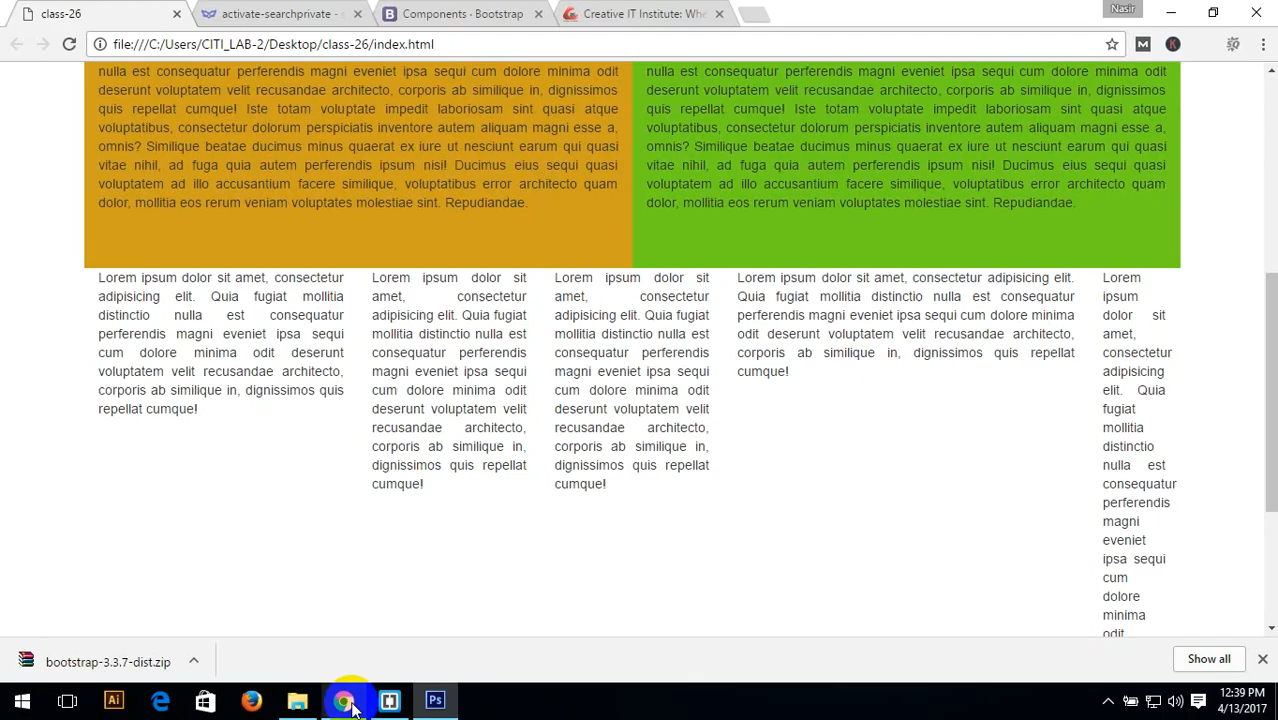 class-26
activate-searchprivate -
Components · Bootstrap
Creative IT Institute: Whe
Nasir
file:///C:/Users/CITI_LAB-2/Desktop/class-26/index.html
M
K
nulla est consequatur perferendis magni eveniet ipsa sequi cum dolore minima odit
deserunt voluptatem velit recusandae architecto, corporis ab similique in, dignissimos
quis repellat cumque! Iste totam voluptate impedit laboriosam sint quasi atque
voluptatibus, consectetur dolorum perspiciatis inventore autem aliquam magni esse a,
omnis? Similique beatae ducimus minus quaerat ex iure ut nesciunt earum qui quasi
vitae nihil, ad fuga quia autem perferendis ipsum nisi! Ducimus eius sequi quasi
voluptatem ad illo accusantium facere similique, voluptatibus error architecto quam
dolor, mollitia eos rerum veniam voluptates molestiae sint. Repudiandae.
nulla est consequatur perferendis magni eveniet ipsa sequi cum dolore minima odit
deserunt voluptatem velit recusandae architecto, corporis ab similique in, dignissimos
quis repellat cumque! Iste totam voluptate impedit laboriosam sint quasi atque
voluptatibus, consectetur dolorum perspiciatis inventore autem aliquam magni esse a,
omnis? Similique beatae ducimus minus quaerat ex iure ut nesciunt earum qui quasi
vitae nihil, ad fuga quia autem perferendis ipsum nisi! Ducimus eius sequi quasi
voluptatem ad illo accusantium facere similique, voluptatibus error architecto quam
dolor, mollitia eos rerum veniam voluptates molestiae sint. Repudiandae.
Lorem ipsum dolor sit amet, consectetur
adipisicing elit. Quia fugiat mollitia
distinctio nulla est consequatur
perferendis magni eveniet ipsa sequi
cum dolore minima odit deserunt
voluptatem velit recusandae architecto,
corporis ab similique in, dignissimos quis
repellat cumque!
Lorem ipsum dolor sit
amet, consectetur
adipisicing elit. Quia fugiat
mollitia distinctio nulla est
consequatur perferendis
magni eveniet ipsa sequi
cum dolore minima odit
deserunt voluptatem velit
recusandae architecto,
corporis ab similique in,
dignissimos quis repellat
cumque!
Lorem ipsum dolor sit
amet, consectetur
adipisicing elit. Quia fugiat
mollitia distinctio nulla est
consequatur perferendis
magni eveniet ipsa sequi
cum dolore minima odit
deserunt voluptatem velit
recusandae architecto,
corporis ab similique in,
dignissimos quis repellat
cumque!
Lorem ipsum dolor sit amet, consectetur adipisicing elit.
Quia fugiat mollitia distinctio nulla est consequatur
perferendis magni eveniet ipsa sequi cum dolore minima
odit deserunt voluptatem velit recusandae architecto,
corporis ab similique in, dignissimos quis repellat
cumque!
Lorem
ipsum
dolor sit
amet,
consectetur
adipisicing
elit. Quia
fugiat
mollitia
distinctio
nulla est
consequatur
perferendis
magni
eveniet
ipsa sequi
cum
dolore
minima
odit
bootstrap-3.3.7-dist.zip
Show all
Ai
Ps
12:39 PM
4/13/2017